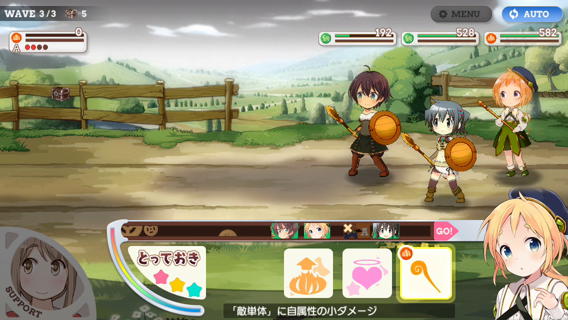 WAVE 3/3
5
MENU
AUTO
0
A
192
528
582
GO!
とっておき
SUPPORT
「敵単体」に自属性の小ダメージ